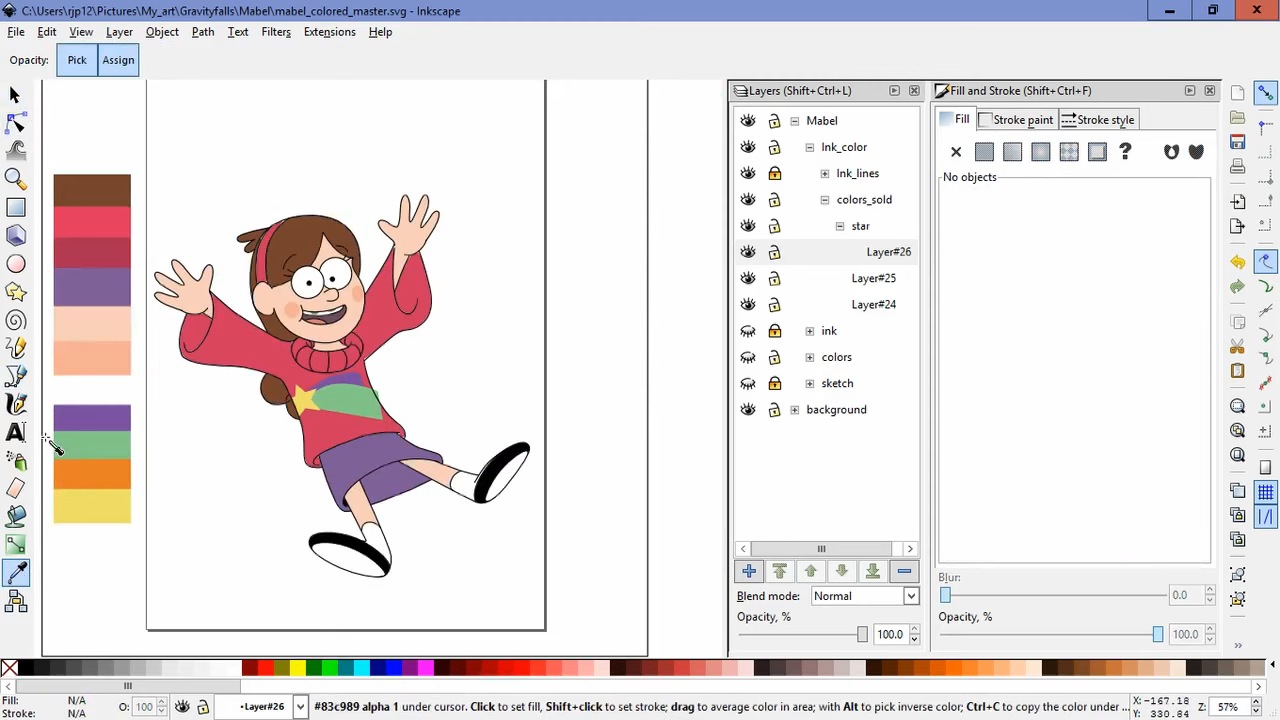 C:\Users\rjp12\Pictures\My_art\Gravityfalls\Mabel\mabel_colored_master.svg - Inkscape
File Edit View Layer Object Path Text Filters Extensions Help
Opacity: Pick Assign
Layers (Shift+Ctrl+L)
Mabel
Ink_color
Ink_lines
colors_sold
star
Layer#26
Layer#25
Layer#24
ink
colors
sketch
background
Blend mode: Normal
Opacity, %
100.0
Fill and Stroke (Shift+Ctrl+F)
Fill Stroke paint Stroke style
?
No objects
Blur:
0.0
Opacity, %
100.0
Fill: N/A
Stroke: N/A
O: 100
•Layer#26
#83c989 alpha 1 under cursor. Click to set fill, Shift+click to set stroke; drag to average color in area; with Alt to pick inverse color; Ctrl+C to copy the color under ...
X: -167.18
Y: 330.84
57%